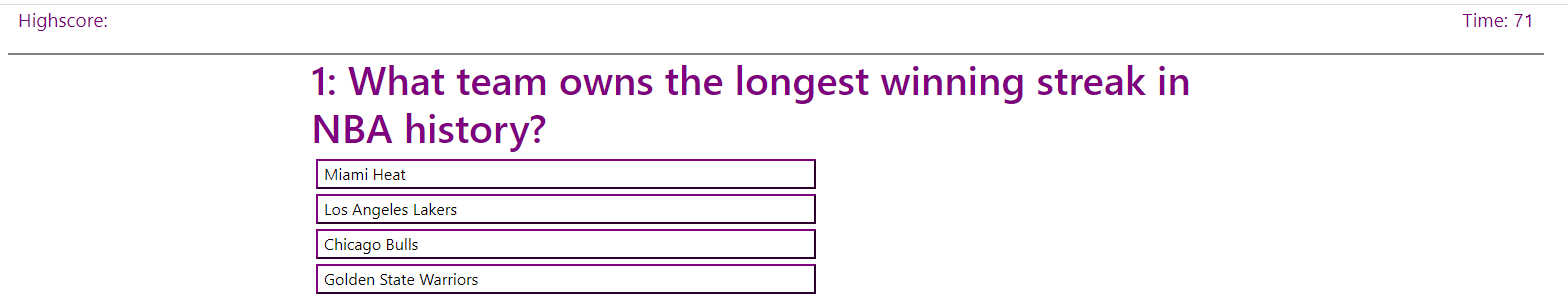 Highscore:
Time: 71
1: What team owns the longest winning streak in
NBA history?
Miami Heat
Los Angeles Lakers
Chicago Bulls
Golden State Warriors